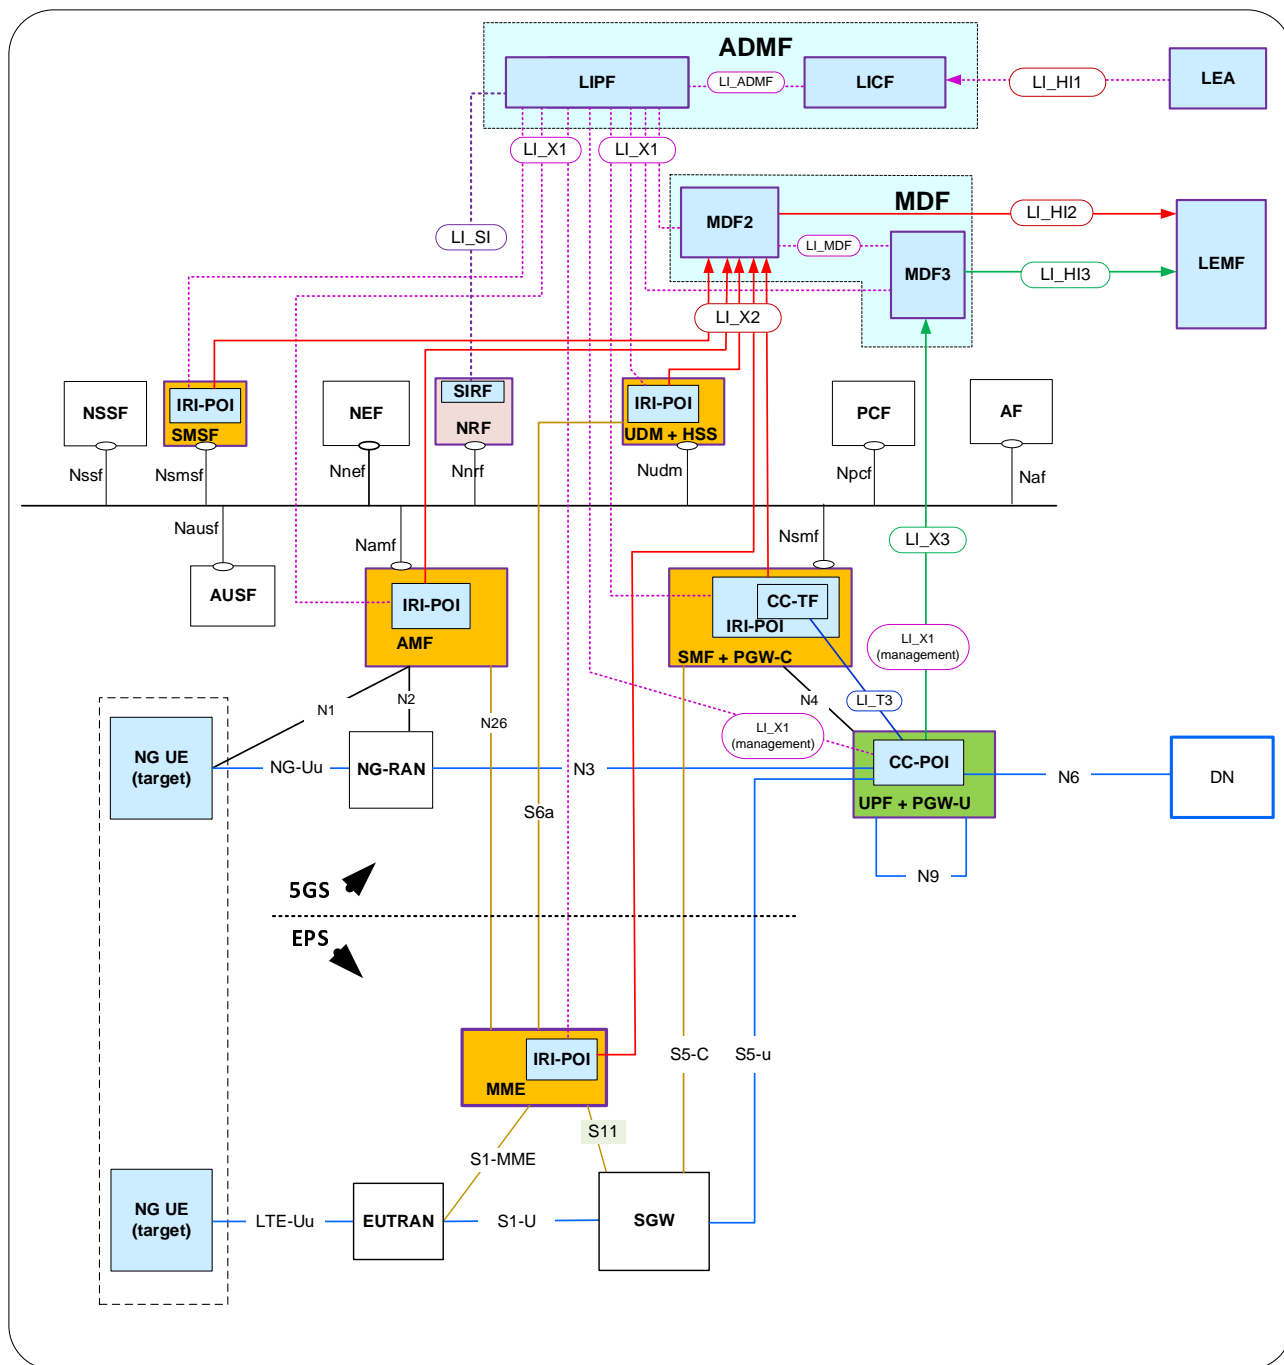 ADMF
LIPF
LI_ADMF
LICF
LI_HI1
LEA
LI_X1
LI_X1
MDF
MDF2
LI_HI2
LI_SI
LI_MDF
MDF3
LI_HI3
LEMF
LI_X2
NSSF
IRI-POI
SMSF
NEF
SIRF
NRF
IRI-POI
UDM + HSS
PCF
AF
Nssf
Nsmsf
Nnef
Nnrf
Nudm
Npcf
Naf
Nausf
Namf
Nsmf
LI_X3
AUSF
IRI-POI
AMF
CC-TF
IRI-POI
SMF + PGW-C
LI_X1
(management)
N1
N2
N26
N4
LI_T3
LI_X1
(management)
NG UE
(target)
NG-Uu
NG-RAN
N3
CC-POI
UPF + PGW-U
N6
DN
S6a
N9
5GS
EPS
IRI-POI
MME
S5-C
S5-u
S11
S1-MME
NG UE
(target)
LTE-Uu
EUTRAN
S1-U
SGW